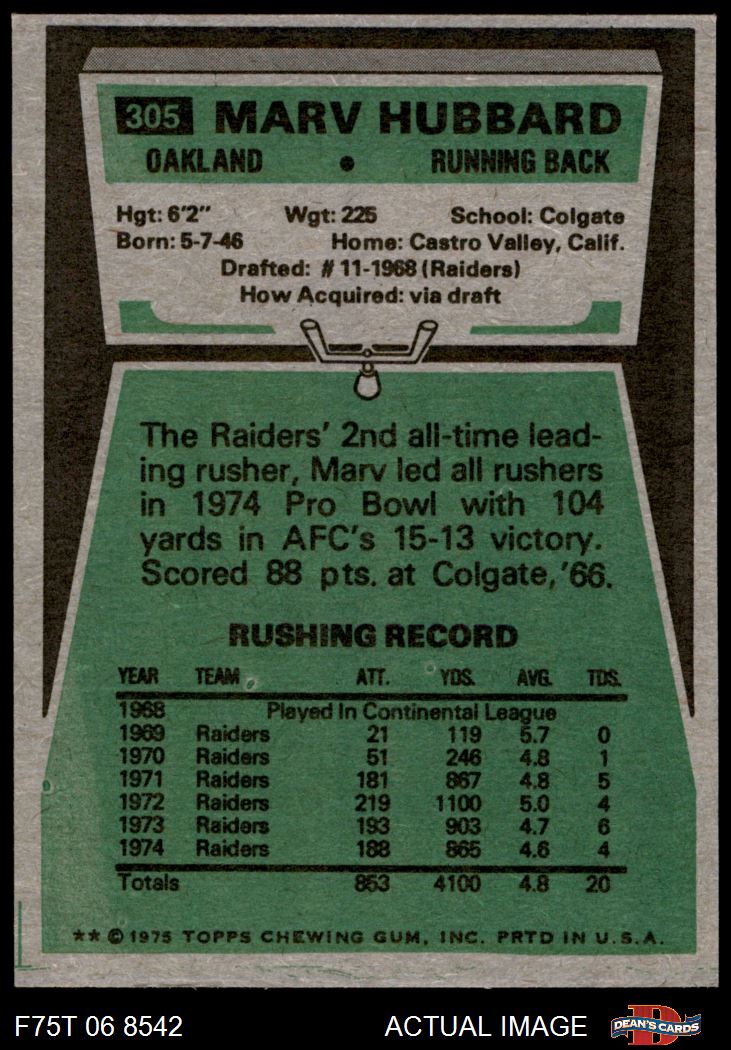 305 MARV HUBBARD
OAKLAND • RUNNING BACK
Hgt: 6'2" Wgt: 225 School: Colgate
Born: 5-7-46 Home: Castro Valley, Calif.
Drafted: #11-1968 (Raiders)
How Acquired: via draft
The Raiders' 2nd all-time lead-
ing rusher, Marv led all rushers
in 1974 Pro Bowl with 104
yards in AFC's 15-13 victory.
Scored 88 pts. at Colgate, '66.
RUSHING RECORD
YEAR TEAM ATT. YDS. AVG. TDS.
1968 Played In Continental League
1969 Raiders 21 119 5.7 0
1970 Raiders 51 246 4.8 1
1971 Raiders 181 867 4.8 5
1972 Raiders 219 1100 5.0 4
1973 Raiders 193 903 4.7 6
1974 Raiders 188 865 4.6 4
Totals 853 4100 4.8 20
** © 1975 TOPPS CHEWING GUM, INC. PRTD IN U.S.A.
F75T 06 8542 ACTUAL IMAGE D DEAN'S CARDS